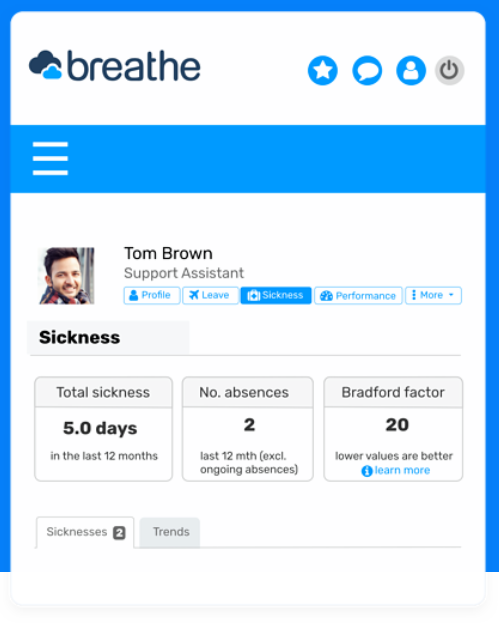 breathe
Tom Brown
Support Assistant
Profile
Leave
Sickness
Performance
More
Sickness
Total sickness
5.0 days
in the last 12 months
No. absences
2
last 12 mth (excl.
ongoing absences)
Bradford factor
20
lower values are better
learn more
Sicknesses 2
Trends